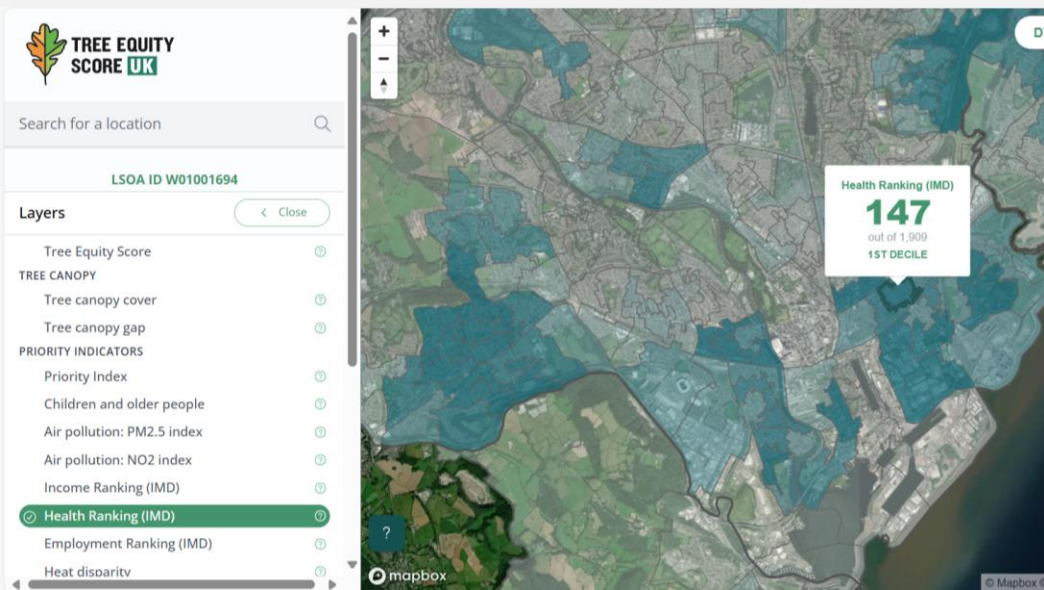 TREE EQUITY
SCORE UK
Search for a location
LSOA ID W01001694
Layers
Close
Tree Equity Score
TREE CANOPY
Tree canopy cover
Tree canopy gap
PRIORITY INDICATORS
Priority Index
Children and older people
Air pollution: PM2.5 index
Air pollution: NO2 index
Income Ranking (IMD)
Health Ranking (IMD)
Employment Ranking (IMD)
Heat disparity
Health Ranking (IMD)
147
out of 1,909
1ST DECILE
?
mapbox
© Mapbox